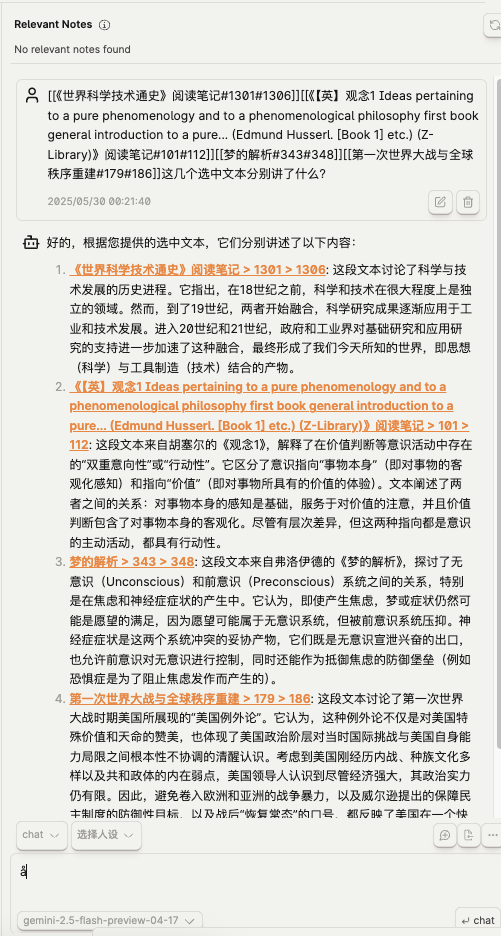 Relevant Notes
No relevant notes found
[[《世界科学技术通史》阅读笔记#1301#1306]][[《【英】观念1 Ideas pertaining
to a pure phenomenology and to a phenomenological philosophy first book
general introduction to a pure... (Edmund Husserl. [Book 1] etc.) (Z-
Library)》阅读笔记#101#112]][[梦的解析#343#348]][[第一次世界大战与全球
秩序重建#179#186]]这几个选中文本分别讲了什么?
2025/05/30 00:21:40
好的，根据您提供的选中文本，它们分别讲述了以下内容：
1. 《世界科学技术通史》阅读笔记 > 1301 > 1306: 这段文本讨论了科学与技
术发展的历史进程。它指出，在18世纪之前，科学和技术在很大程度上是独
立的领域。然而，到了19世纪，两者开始融合，科学研究成果逐渐应用于工
业和技术发展。进入20世纪和21世纪，政府和工业界对基础研究和应用研
究的支持进一步加速了这种融合，最终形成了我们今天所知的世界，即思想
（科学）与工具制造（技术）结合的产物。
2. 《【英】观念1 Ideas pertaining to a pure phenomenology and to a
phenomenological philosophy first book general introduction to a
pure... (Edmund Husserl. [Book 1] etc.) (Z-Library)》阅读笔记 > 101 >
112: 这段文本来自胡塞尔的《观念1》，解释了在价值判断等意识活动中存在
的“双重意向性”或“行动性”。它区分了意识指向“事物本身”（即对事物的客
观化感知）和指向“价值”（即对事物所具有的价值的体验）。文本阐述了两
者之间的关系：对事物本身的感知是基础，服务于对价值的注意，并且价值
判断包含了对事物本身的客观化。尽管有层次差异，但这两种指向都是意识
的主动活动，都具有行动性。
3. 梦的解析 > 343 > 348: 这段文本来自弗洛伊德的《梦的解析》，探讨了无
意识（Unconscious）和前意识（Preconscious）系统之间的关系，特别
是在焦虑和神经症症状的产生中。它认为，即使产生焦虑，梦或症状仍然可
能是愿望的满足，因为愿望可能属于无意识系统，但被前意识系统压抑。神
经症症状是这两个系统冲突的妥协产物，它们既是无意识宣泄兴奋的出口，
也允许前意识对无意识进行控制，同时还能作为抵御焦虑的防御堡垒（例如
恐惧症是为了阻止焦虑发作而产生的）。
4. 第一次世界大战与全球秩序重建 > 179 > 186: 这段文本讨论了第一次世界
大战时期美国所展现的“美国例外论”。它认为，这种例外论不仅是对美国特
殊价值和天命的赞美，也体现了美国政治阶层对当时国际挑战与美国自身能
力局限之间根本性不协调的清醒认识。考虑到美国刚经历内战、种族文化多
样以及共和政体的内在弱点，美国领导人认识到尽管经济强大，其政治实力
仍有限。因此，避免卷入欧洲和亚洲的战争暴力，以及威尔逊提出的保障民
主制度的防御性目标，以及战后“恢复常态”的口号，都反映了美国在一个快
chat 选择人设
å
gemini-2.5-flash-preview-04-17
↵ chat